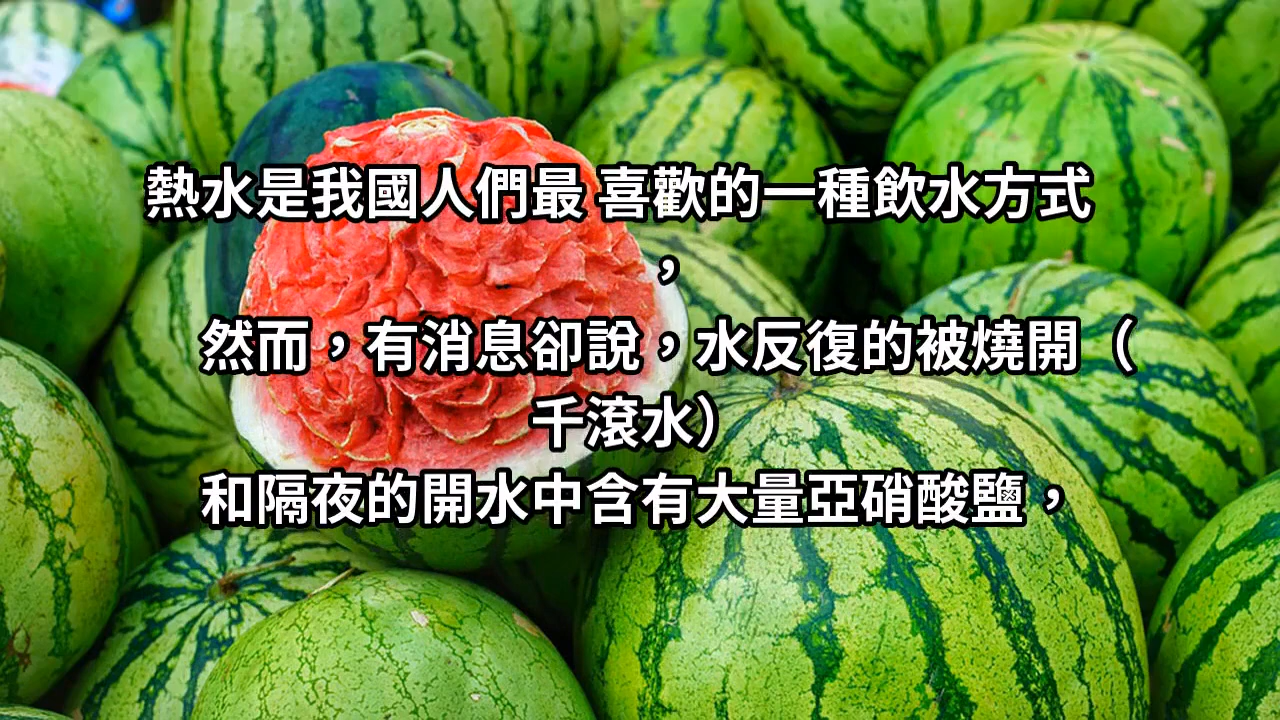 熱水是我國人們最 喜歡的一種飲水方式
，
然而，有消息卻說，水反復的被燒開（
千滾水）
和隔夜的開水中含有大量亞硝酸鹽，